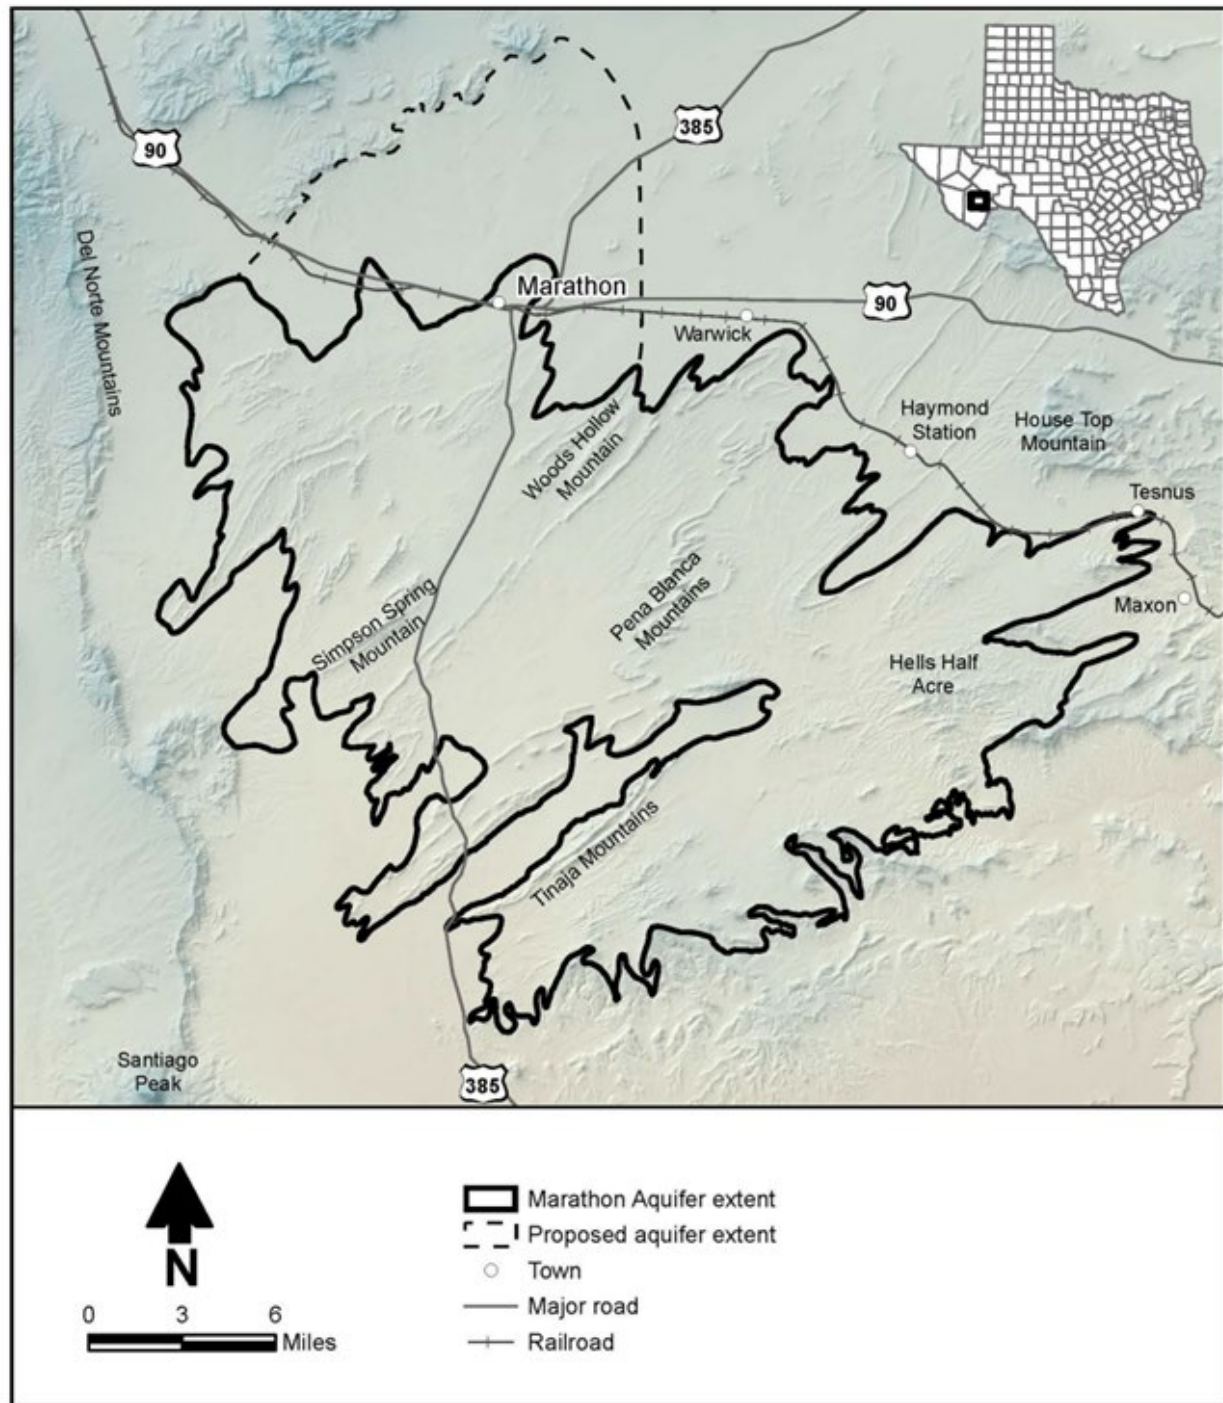 90
385
Del Norte Mountains
Marathon
90
Warwick
Haymond
Station
House Top
Mountain
Woods Hollow
Mountain
Tesnus
Maxon
Pena Blanca
Mountains
Simpson Spring
Mountain
Hells Half
Acre
Tinaja Mountains
Santiago
Peak
385
N
0 3 6
Miles
Marathon Aquifer extent
Proposed aquifer extent
Town
Major road
Railroad